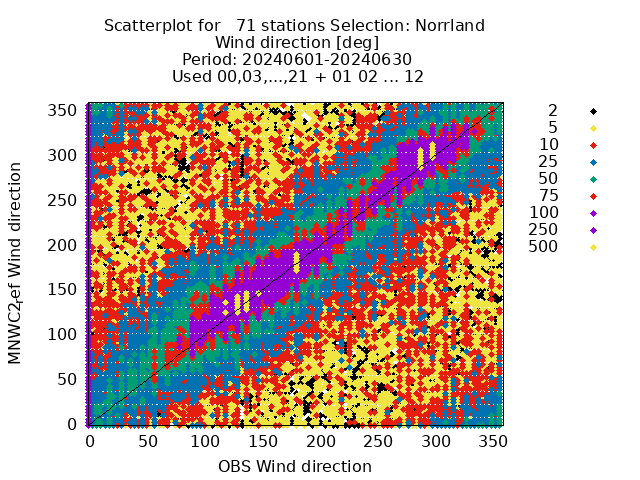 Scatterplot for   71 stations Selection: Norrland
Wind direction [deg]
Period: 20240601-20240630
Used 00,03,...,21 + 01 02 ... 12
350
300
250
200
150
100
50
0
0 50 100 150 200 250 300 350
OBS Wind direction
Wind direction
2
5
10
25
50
75
100
250
500